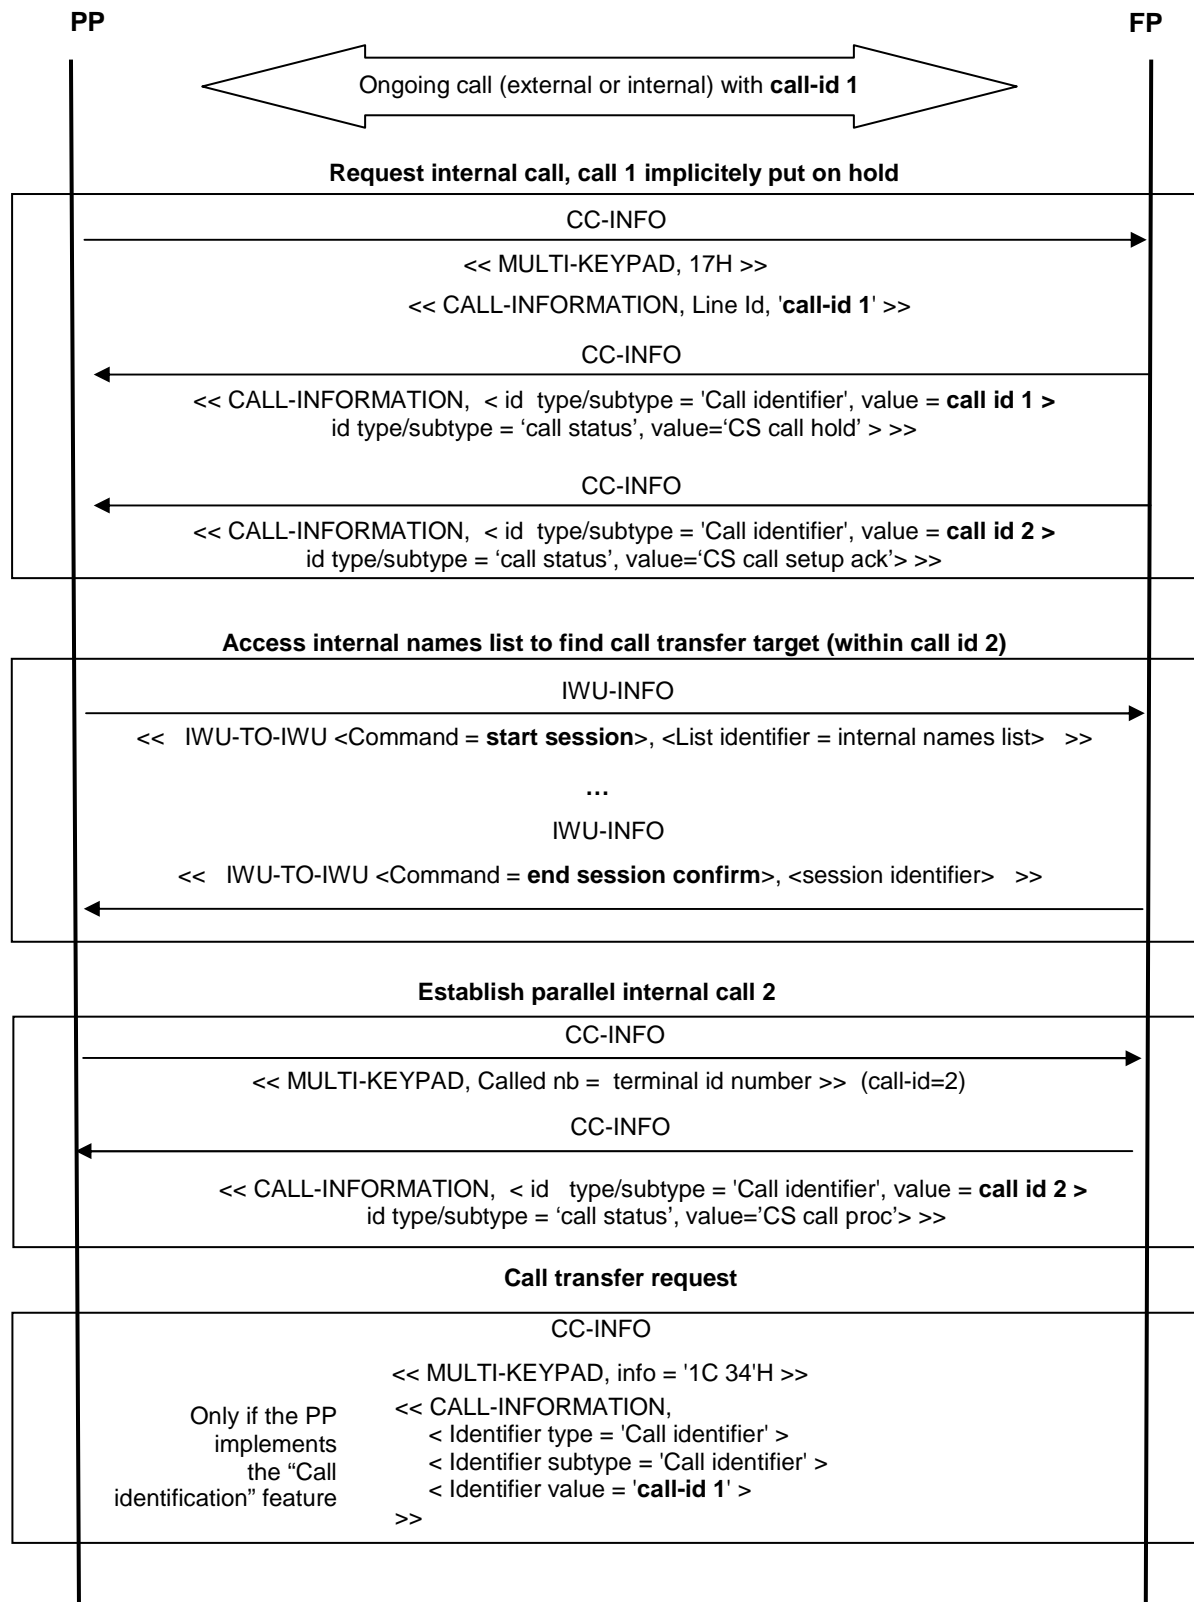 PP
FP
Ongoing call (external or internal) with call-id 1
Request internal call, call 1 implicitely put on hold
CC-INFO
<< MULTI-KEYPAD, 17H >>
<< CALL-INFORMATION, Line Id, 'call-id 1' >>
CC-INFO
<< CALL-INFORMATION, < id type/subtype = 'Call identifier', value = call id 1 >
id type/subtype = ‘call status’, value=‘CS call hold’ > >>
CC-INFO
<< CALL-INFORMATION, < id type/subtype = 'Call identifier', value = call id 2 >
id type/subtype = ‘call status’, value=‘CS call setup ack’> >>
Access internal names list to find call transfer target (within call id 2)
IWU-INFO
<< IWU-TO-IWU <Command = start session>, <List identifier = internal names list> >>
...
IWU-INFO
<< IWU-TO-IWU <Command = end session confirm>, <session identifier> >>
Establish parallel internal call 2
CC-INFO
<< MULTI-KEYPAD, Called nb = terminal id number >> (call-id=2)
CC-INFO
<< CALL-INFORMATION, < id type/subtype = 'Call identifier', value = call id 2 >
id type/subtype = ‘call status’, value=’CS call proc’> >>
Call transfer request
CC-INFO
<< MULTI-KEYPAD, info = '1C 34'H >>
<< CALL-INFORMATION,
< Identifier type = 'Call identifier' >
< Identifier subtype = 'Call identifier' >
< Identifier value = 'call-id 1' >
>>
Only if the PP
implements
the “Call
identification” feature